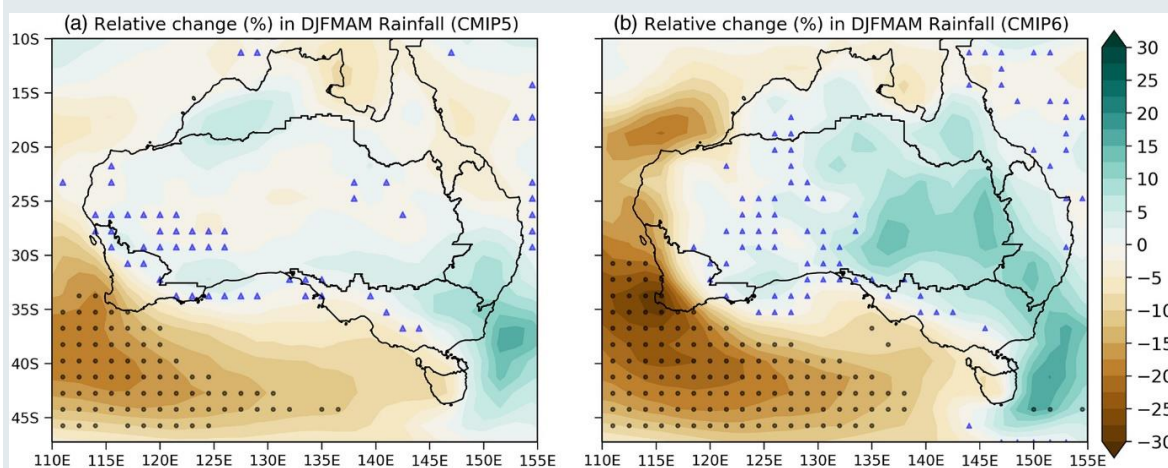 (a) Relative change (%) in DJFMAM Rainfall (CMIP5)
(b) Relative change (%) in DJFMAM Rainfall (CMIP6)
10S
15S
20S
25S
30S
35S
40S
45S
110E 115E 120E 125E 130E 135E 140E 145E 150E 155E
110E 115E 120E 125E 130E 135E 140E 145E 150E 155E
30
25
20
15
10
5
0
−5
−10
−15
−20
−25
−30